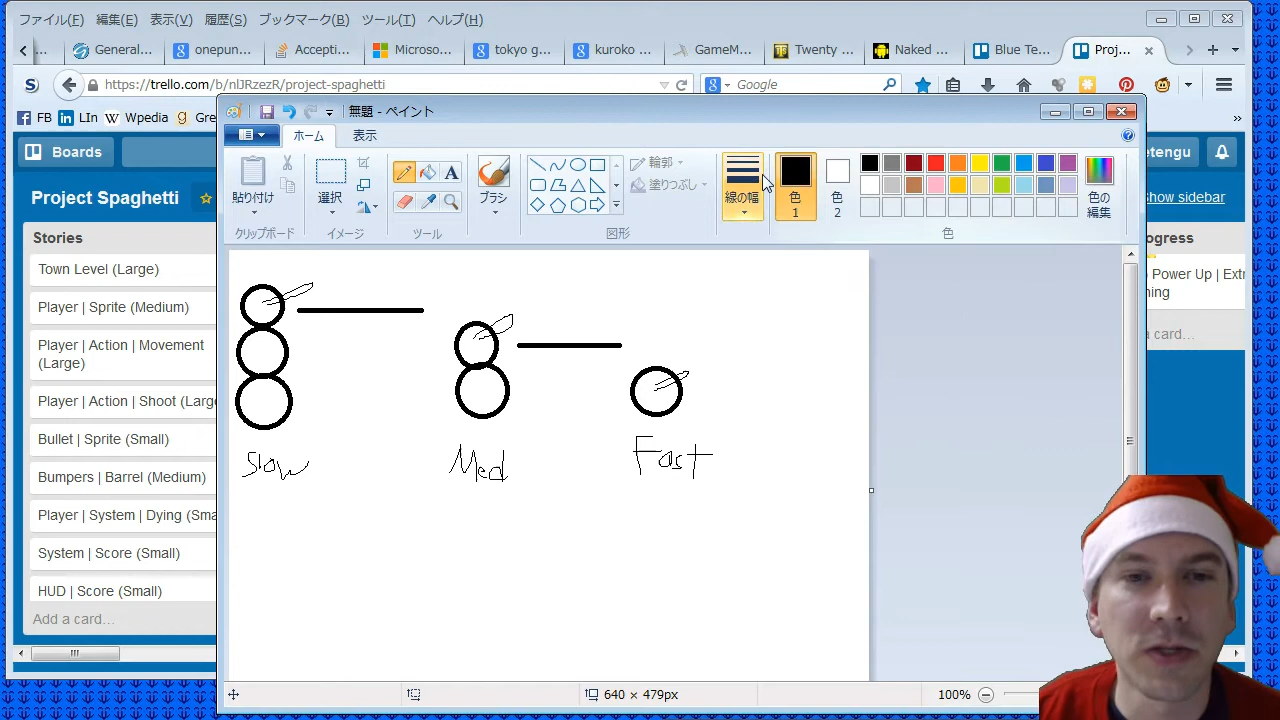 ファイル(F) 編集(E) 表示(V) 履歴(S) ブックマーク(B) ツール(T) ヘルプ(H)
... General... onepun... Accepti... Microso... tokyo g... kuroko ... GameM... Twenty ... Naked ... Blue Te... Proj...
https://trello.com/b/nlJRzezR/project-spaghetti Google
FB LIn Wpedia Gre
無題 - ペイント
ホーム 表示
Boards
etengu
貼り付け 選択 ブラシ 輪郭 塗りつぶし 線の幅 色 1 色 2 色の 編集
クリップボード イメージ ツール 図形 色
Project Spaghetti
Show sidebar
Stories
ogress
Town Level (Large)
Power Up | Extr
ning
Player | Sprite (Medium)
Player | Action | Movement
(Large)
d a card...
Player | Action | Shoot (Large
Bullet | Sprite (Small)
Slow Med Fast
Bumpers | Barrel (Medium)
Player | System | Dying (Sma
System | Score (Small)
HUD | Score (Small)
Add a card...
640 × 479px 100%